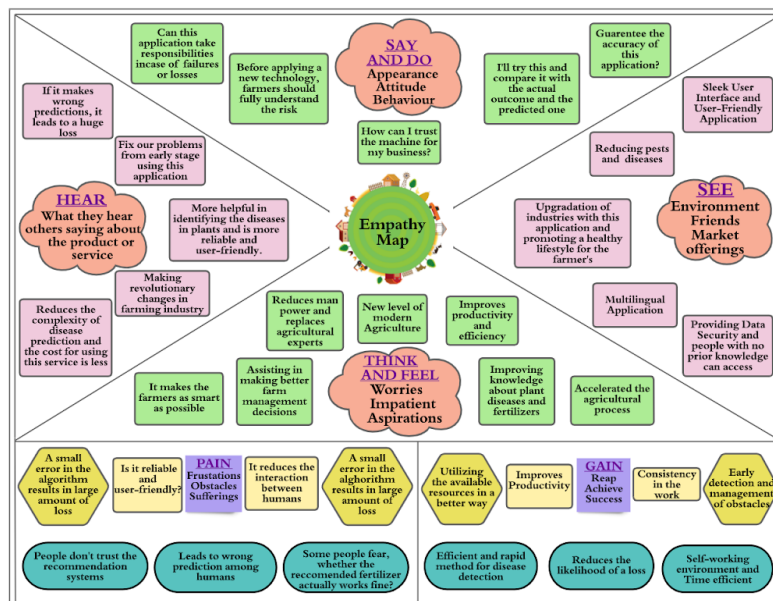 Can this
application take
responsibilities
incase of failures
or losses
Before applying a
new technology,
farmers should
fully understand
the risk
SAY
AND DO
Appearance
Attitude
Behaviour
How can I trust
the machine for
my business?
I'll try this and
compare it with
the actual
outcome and the
predicted one
Guarentee the
accuracy of
this
application?
If it makes
wrong
predictions, it
leads to a huge
loss
Fix our problems
from early stage
using this
application
HEAR
What they hear
others saying about
the product or
service
More helpful in
identifying the diseases
in plants and is more
reliable and
user-friendly.
Making
revolutionary
changes in
farming industry
Reduces the
complexity of
disease
prediction and
the cost for using
this service is less
Empathy
Map
Sleek User
Interface and
User-Friendly
Application
Reducing pests
and diseases
SEE
Environment
Friends
Market
offerings
Upgradation of
industries with this
application and
promoting a healthy
lifestyle for the
farmer's
Multilingual
Application
Providing Data
Security and
people with no
prior knowledge
can access
Reduces man
power and
replaces
agricultural
experts
New level of
modern
Agriculture
Improves
productivity
and
efficiency
THINK
AND FEEL
Worries
Impatient
Aspirations
It makes the
farmers as smart
as possible
Assisting in
making better
farm
management
decisions
Improving
knowledge
about plant
diseases and
fertilizers
Accelerated the
agricultural
process
A small
error in the
algorithm
results in large
amount of
loss
Is it reliable
and
user-friendly?
PAIN
Frustations
Obstacles
Sufferings
It reduces the
interaction
between
humans
A small
error in the
alghorithm
results in large
amount of
loss
People don't trust the
recommendation
systems
Leads to wrong
prediction among
humans
Some people fear,
whether the
reccomended fertilizer
actually works fine?
Utilizing
the available
resources in a
better way
Improves
Productivity
GAIN
Reap
Achieve
Success
Consistency
in the
work
Early
detection and
management
of obstacles
Efficient and rapid
method for disease
detection
Reduces the
likelihood of a loss
Self-working
environment and
Time efficient